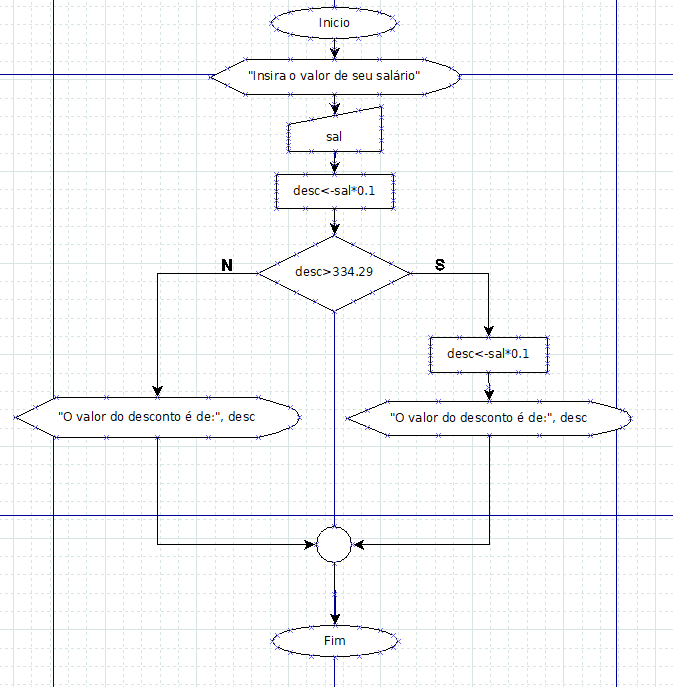 Inicio
"Insira o valor de seu salário"
sal
desc<-sal*0.1
desc>334.29
N
S
desc<-sal*0.1
"O valor do desconto é de:", desc
"O valor do desconto é de:", desc
Fim